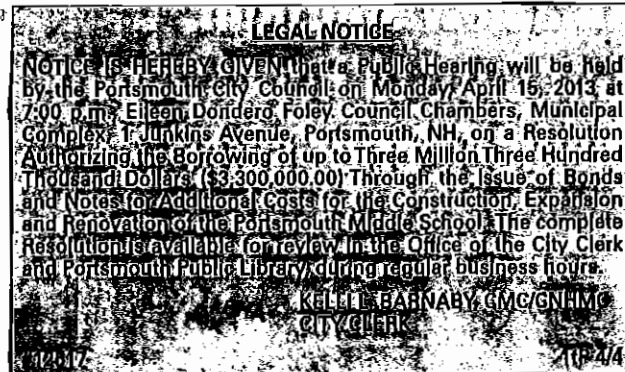 LEGAL NOTICE
NOTICE IS HEREBY GIVEN that a Public Hearing will be held
by the Portsmouth City Council on Monday, April 15, 2013 at
7:00 p.m., Eileen Dondero Foley Council Chambers, Municipal
Complex, 1 Junkins Avenue, Portsmouth, NH, on a Resolution
Authorizing the Borrowing of up to Three Million Three Hundred
Thousand Dollars ($3,300,000.00) Through the Issue of Bonds
and Notes for Additional Costs for the Construction, Expansion
and Renovation of the Portsmouth Middle School. The complete
Resolution is available for review in the Office of the City Clerk
and Portsmouth Public Library, during regular business hours.
KELLI L. BARNABY, CMC/CNHMC
CITY CLERK
4/4